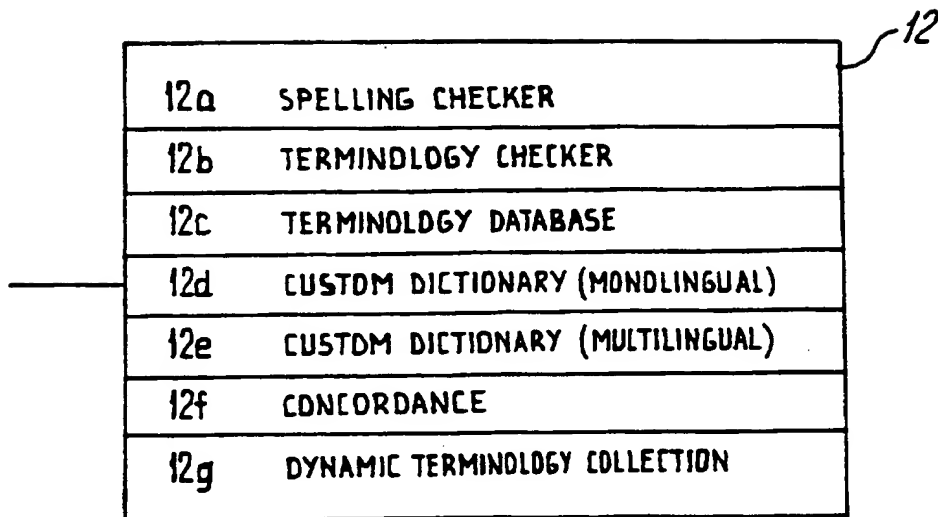 12
12a SPELLING CHECKER
12b TERMINOLOGY CHECKER
12c TERMINOLOGY DATABASE
12d CUSTOM DICTIONARY (MONOLINGUAL)
12e CUSTOM DICTIONARY (MULTILINGUAL)
12f CONCORDANCE
12g DYNAMIC TERMINOLOGY COLLECTION